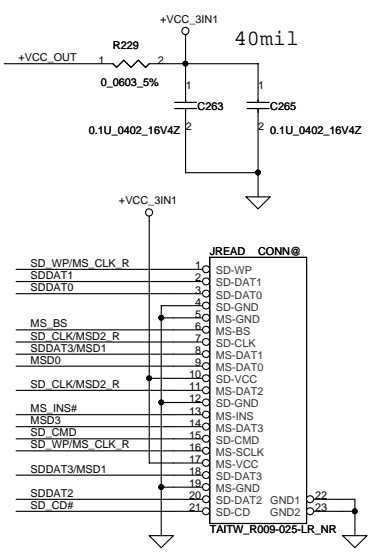 +VCC_3IN1
40mil
R229
+VCC_OUT 1 2
0_0603_5%
1 C263 2
0.1U_0402_16V4Z
1 C265 2
0.1U_0402_16V4Z
+VCC_3IN1
JREAD CONN@
SD_WP/MS_CLK_R 1 SD-WP
SDDAT1 2 SD-DAT1
SDDAT0 3 SD-DAT0
4 SD-GND
5 MS-GND
MS_BS 6 MS-BS
SD_CLK/MSD2_R 7 SD-CLK
SDDAT3/MSD1 8 MS-DAT1
MSD0 9 MS-DAT0
10 SD-VCC
SD_CLK/MSD2_R 11 MS-DAT2
12 SD-GND
MS_INS# 13 MS-INS
MSD3 14 MS-DAT3
SD_CMD 15 SD-CMD
SD_WP/MS_CLK_R 16 MS-SCLK
17 MS-VCC
SDDAT3/MSD1 18 SD-DAT3
19 MS-GND
SDDAT2 20 SD-DAT2 GND1 22
SD_CD# 21 SD-CD GND2 23
TAITW_R009-025-LR_NR